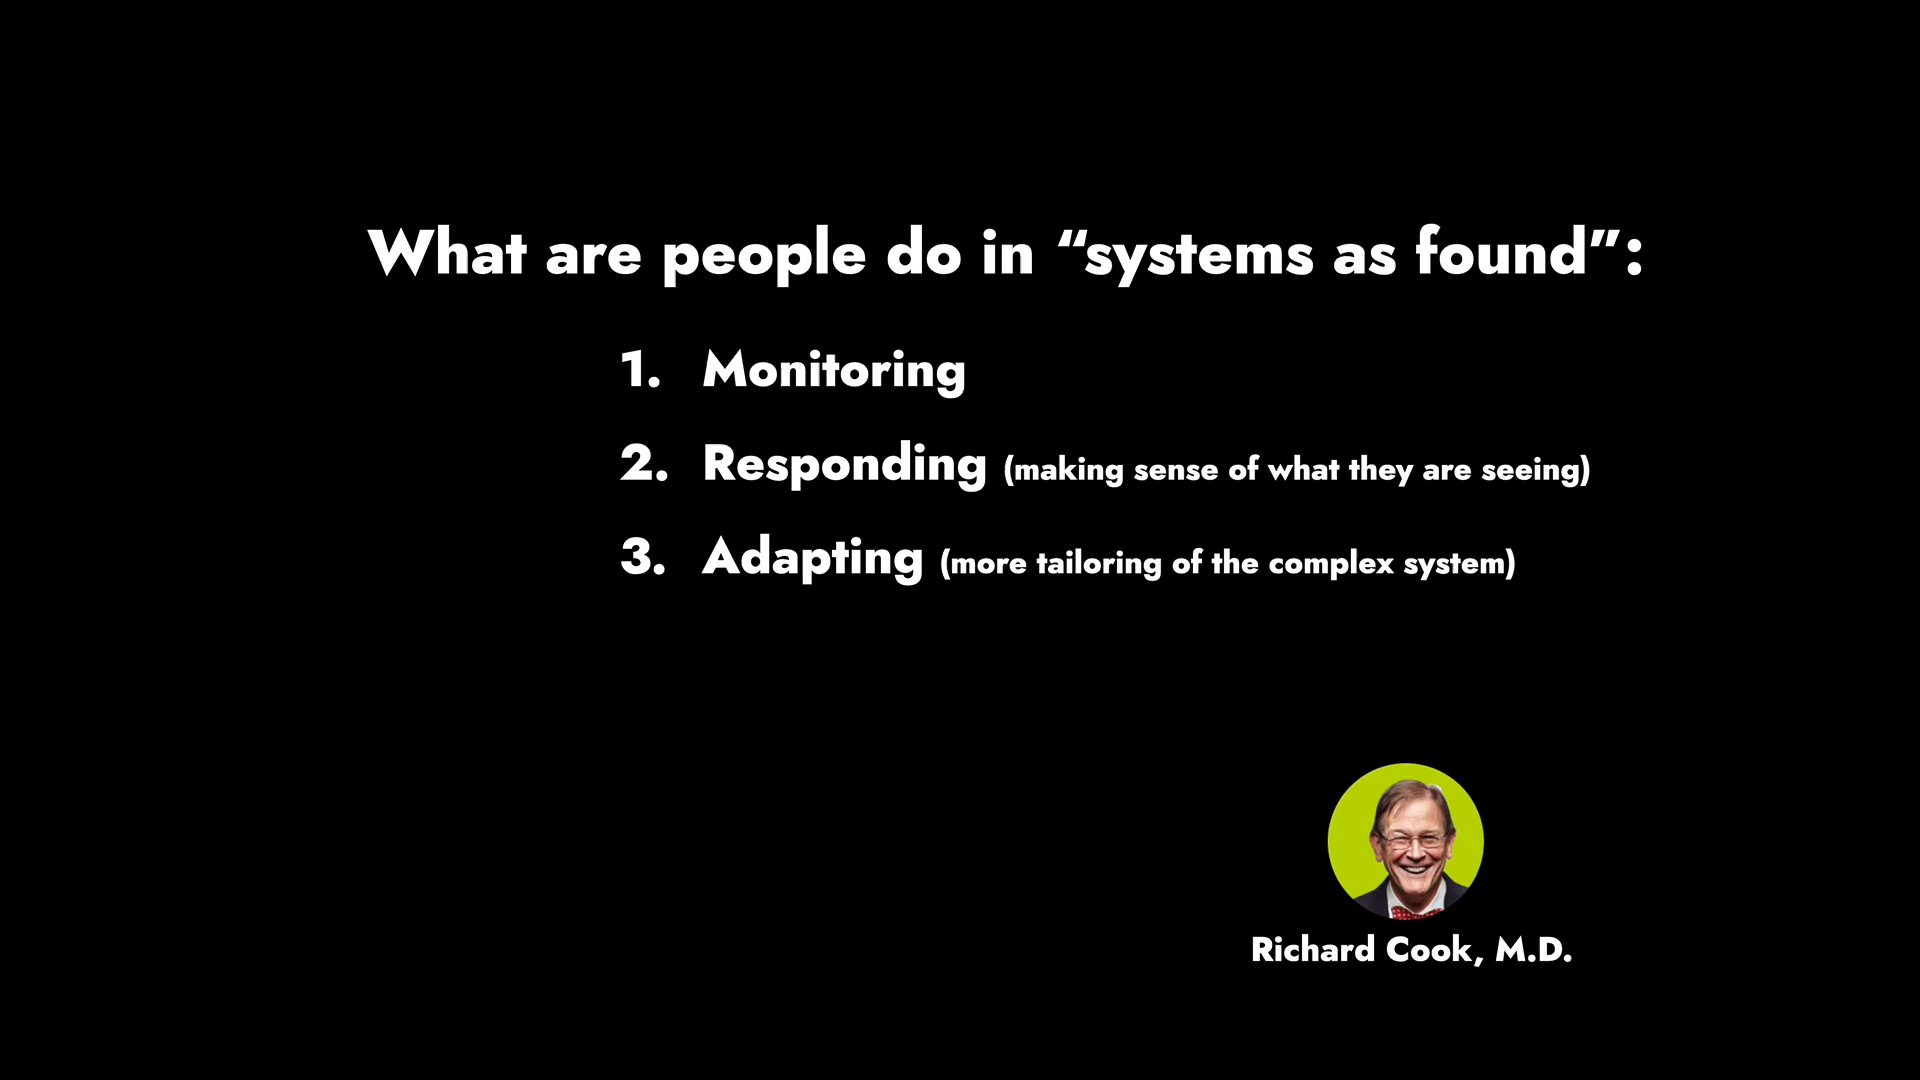 What are people do in “systems as found”:
1. Monitoring
2. Responding (making sense of what they are seeing)
3. Adapting (more tailoring of the complex system)
Richard Cook, M.D.